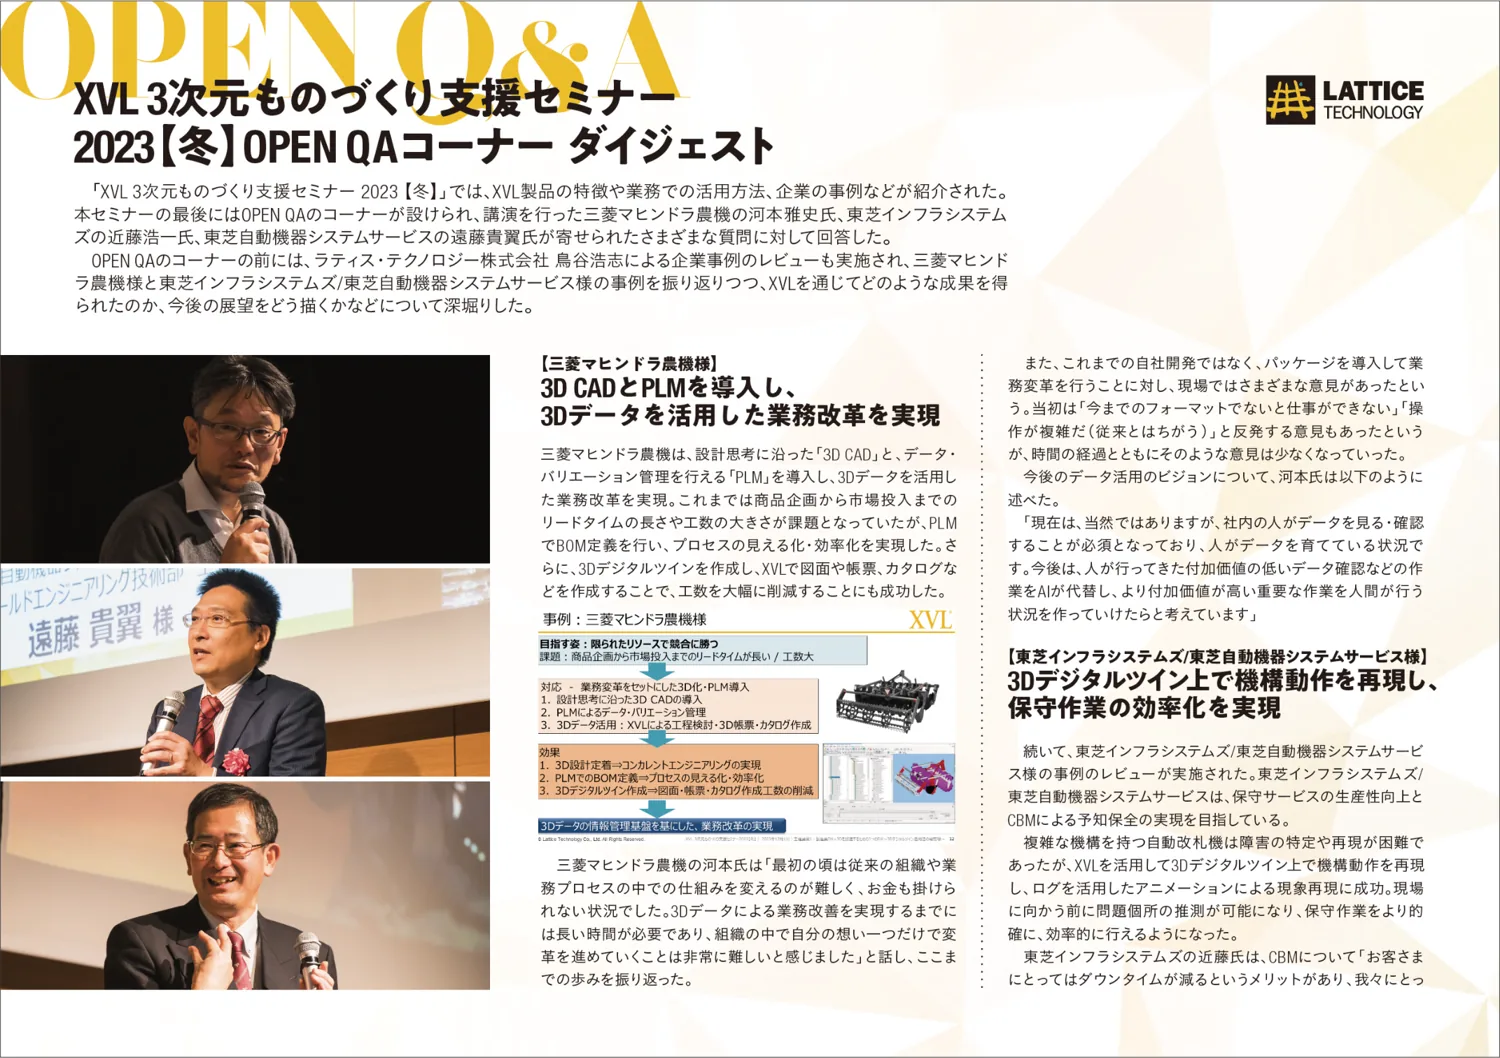 OPEN Q&A
XVL 3次元ものづくり支援セミナー
2023【冬】OPEN QAコーナー ダイジェスト
LATTICE
TECHNOLOGY
「XVL 3次元ものづくり支援セミナー 2023 【冬】」では、XVL製品の特徴や業務での活用方法、企業の事例などが紹介された。
本セミナーの最後にはOPEN QAのコーナーが設けられ、講演を行った三菱マヒンドラ農機の河本雅史氏、東芝インフラシステム
ズの近藤浩一氏、東芝自動機器システムサービスの遠藤貴翼氏が寄せられたさまざまな質問に対して回答した。
OPEN QAのコーナーの前には、ラティス・テクノロジー株式会社 鳥谷浩志による企業事例のレビューも実施され、三菱マヒンド
ラ農機様と東芝インフラシステムズ/東芝自動機器システムサービス様の事例を振り返りつつ、XVLを通じてどのような成果を得
られたのか、今後の展望をどう描くかなどについて深堀りした。
ールドエンジニアリング技術部
遠藤 貴翼 様
【三菱マヒンドラ農機様】
3D CADとPLMを導入し、
3Dデータを活用した業務改革を実現
三菱マヒンドラ農機は、設計思考に沿った「3D CAD」と、データ・
バリエーション管理を行える「PLM」を導入し、3Dデータを活用し
た業務改革を実現。これまでは商品企画から市場投入までの
リードタイムの長さや工数の大きさが課題となっていたが、PLM
でBOM定義を行い、プロセスの見える化・効率化を実現した。さ
らに、3Dデジタルツインを作成し、XVLで図面や帳票、カタログな
どを作成することで、工数を大幅に削減することにも成功した。
事例：三菱マヒンドラ農機様
XVL
目指す姿：限られたリソースで競合に勝つ
課題：商品企画から市場投入までのリードタイムが長い / 工数大
対応 - 業務変革をセットにした3D化・PLM導入
1. 設計思考に沿った3D CADの導入
2. PLMによるデータ・バリエーション管理
3. 3Dデータ活用：XVLによる工程検討・3D帳票・カタログ作成
効果
1. 3D設計定着⇒コンカレントエンジニアリングの実現
2. PLMでのBOM定義⇒プロセスの見える化・効率化
3. 3Dデジタルツイン作成⇒図面・帳票・カタログ作成工数の削減
3Dデータの情報管理基盤を基にした、業務改革の実現
© Lattice Technology Co., Ltd. All Rights Reserved.
三菱マヒンドラ農機の河本氏は「最初の頃は従来の組織や業
務プロセスの中での仕組みを変えるのが難しく、お金も掛けら
れない状況でした。3Dデータによる業務改善を実現するまでに
は長い時間が必要であり、組織の中で自分の想い一つだけで変
革を進めていくことは非常に難しいと感じました」と話し、ここま
での歩みを振り返った。
また、これまでの自社開発ではなく、パッケージを導入して業
務変革を行うことに対し、現場ではさまざまな意見があったとい
う。当初は「今までのフォーマットでないと仕事ができない」「操
作が複雑だ（従来とはちがう）」と反発する意見もあったという
が、時間の経過とともにそのような意見は少なくなっていった。
今後のデータ活用のビジョンについて、河本氏は以下のように
述べた。
「現在は、当然ではありますが、社内の人がデータを見る・確認
することが必須となっており、人がデータを育てている状況で
す。今後は、人が行ってきた付加価値の低いデータ確認などの作
業をAIが代替し、より付加価値が高い重要な作業を人間が行う
状況を作っていけたらと考えています」
【東芝インフラシステムズ/東芝自動機器システムサービス様】
3Dデジタルツイン上で機構動作を再現し、
保守作業の効率化を実現
続いて、東芝インフラシステムズ/東芝自動機器システムサービ
ス様の事例のレビューが実施された。東芝インフラシステムズ/
東芝自動機器システムサービスは、保守サービスの生産性向上と
CBMによる予知保全の実現を目指している。
複雑な機構を持つ自動改札機は障害の特定や再現が困難で
あったが、XVLを活用して3Dデジタルツイン上で機構動作を再現
し、ログを活用したアニメーションによる現象再現に成功。現場
に向かう前に問題個所の推測が可能になり、保守作業をより的
確に、効率的に行えるようになった。
東芝インフラシステムズの近藤氏は、CBMについて「お客さま
にとってはダウンタイムが減るというメリットがあり、我々にとっ